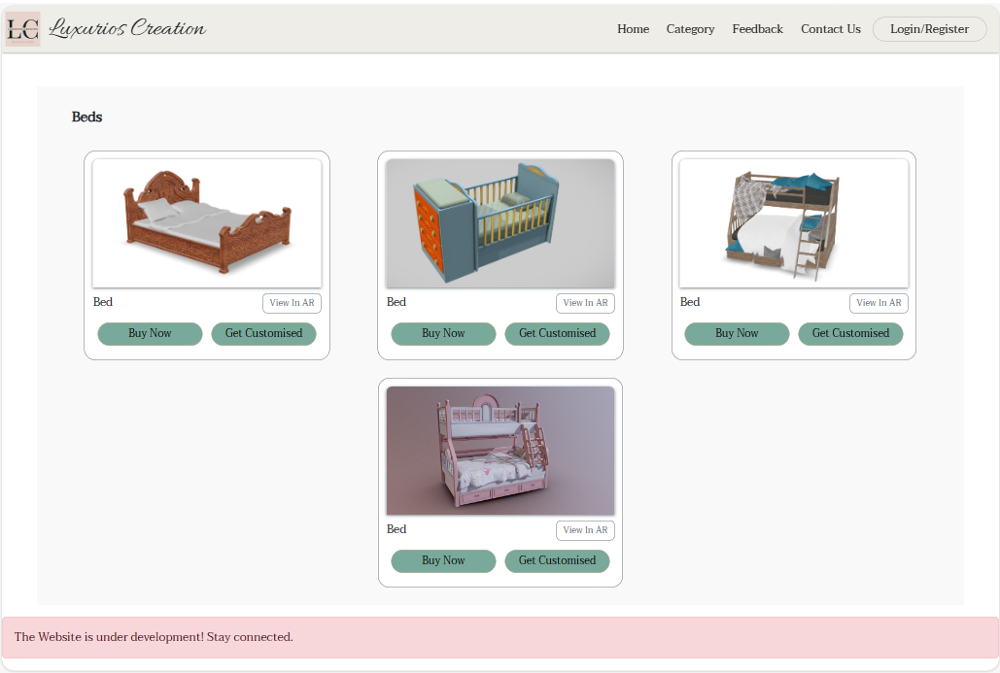 LC Luxurios Creation Home Category Feedback Contact Us Login/Register
Beds
Bed View In AR Bed View In AR Bed View In AR
Buy Now Get Customised Buy Now Get Customised Buy Now Get Customised
Bed View In AR
Buy Now Get Customised
The Website is under development! Stay connected.